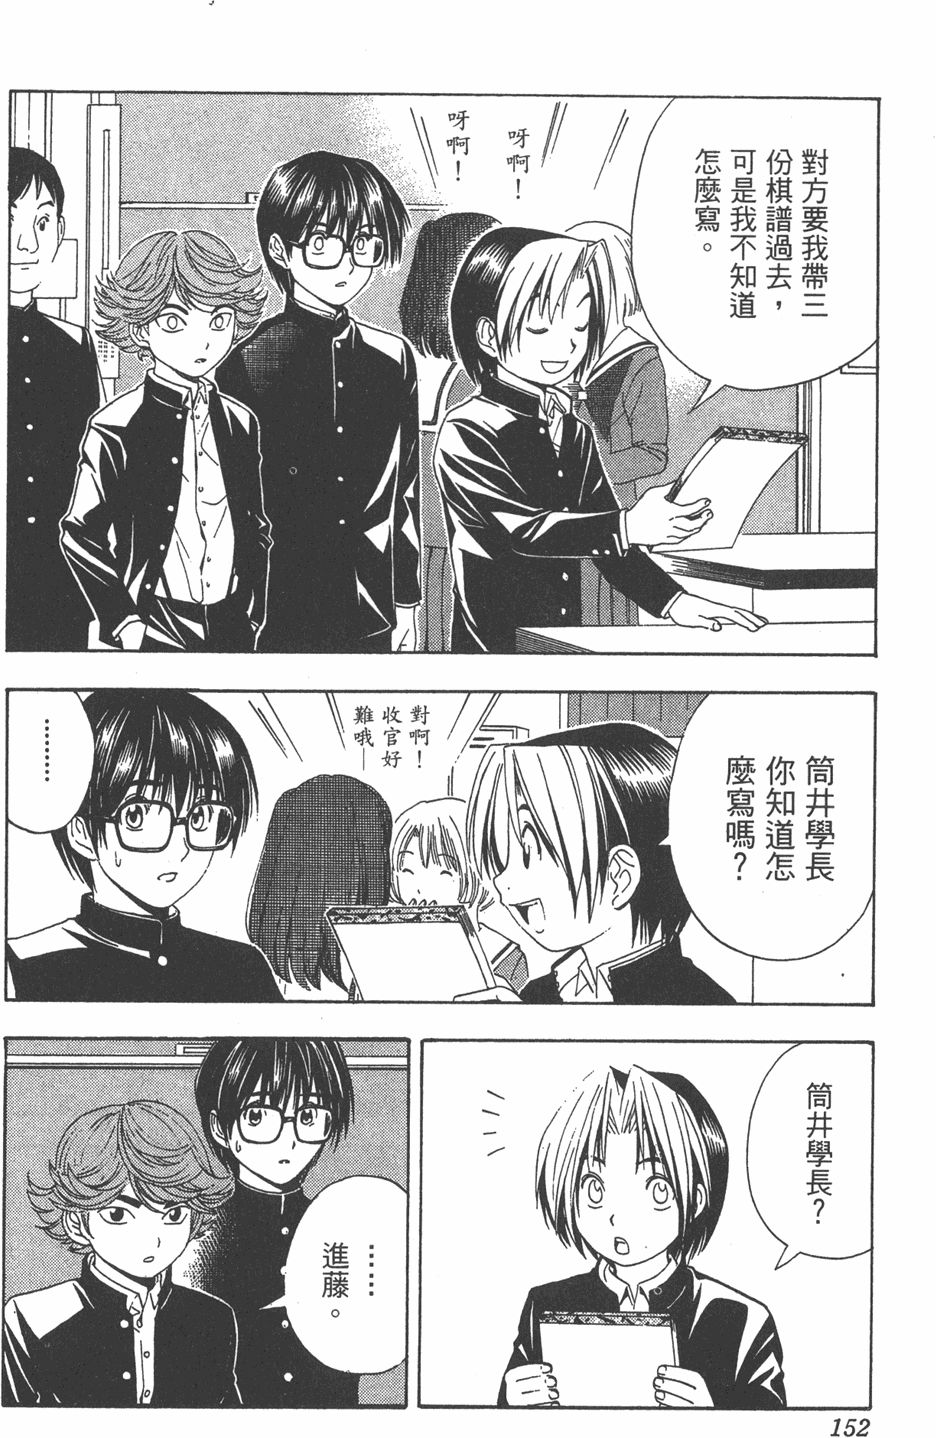 對方要我帶三
份棋譜過去，
可是我不知道
怎麼寫。
呀啊！
呀啊！
筒井學長
你知道怎
麼寫嗎？
對啊！
收官好
難哦—
………
筒井學長？
……
進藤。
152